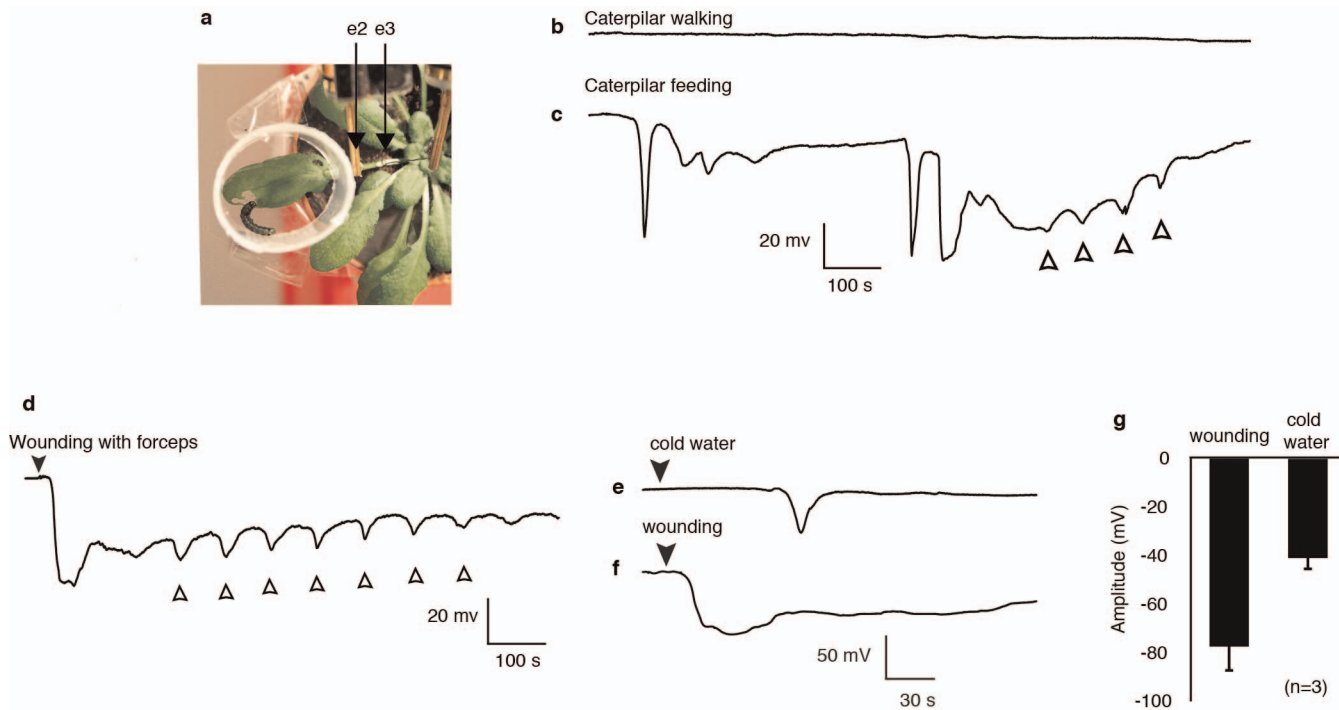 a
e2 e3
b Caterpilar walking
Caterpilar feeding
c
20 mv
100 s
d
Wounding with forceps
20 mv
100 s
cold water
e
wounding
f
50 mV
30 s
g
wounding
cold
water
0
-20
-40
-60
-80
-100
Amplitude (mV)
(n=3)